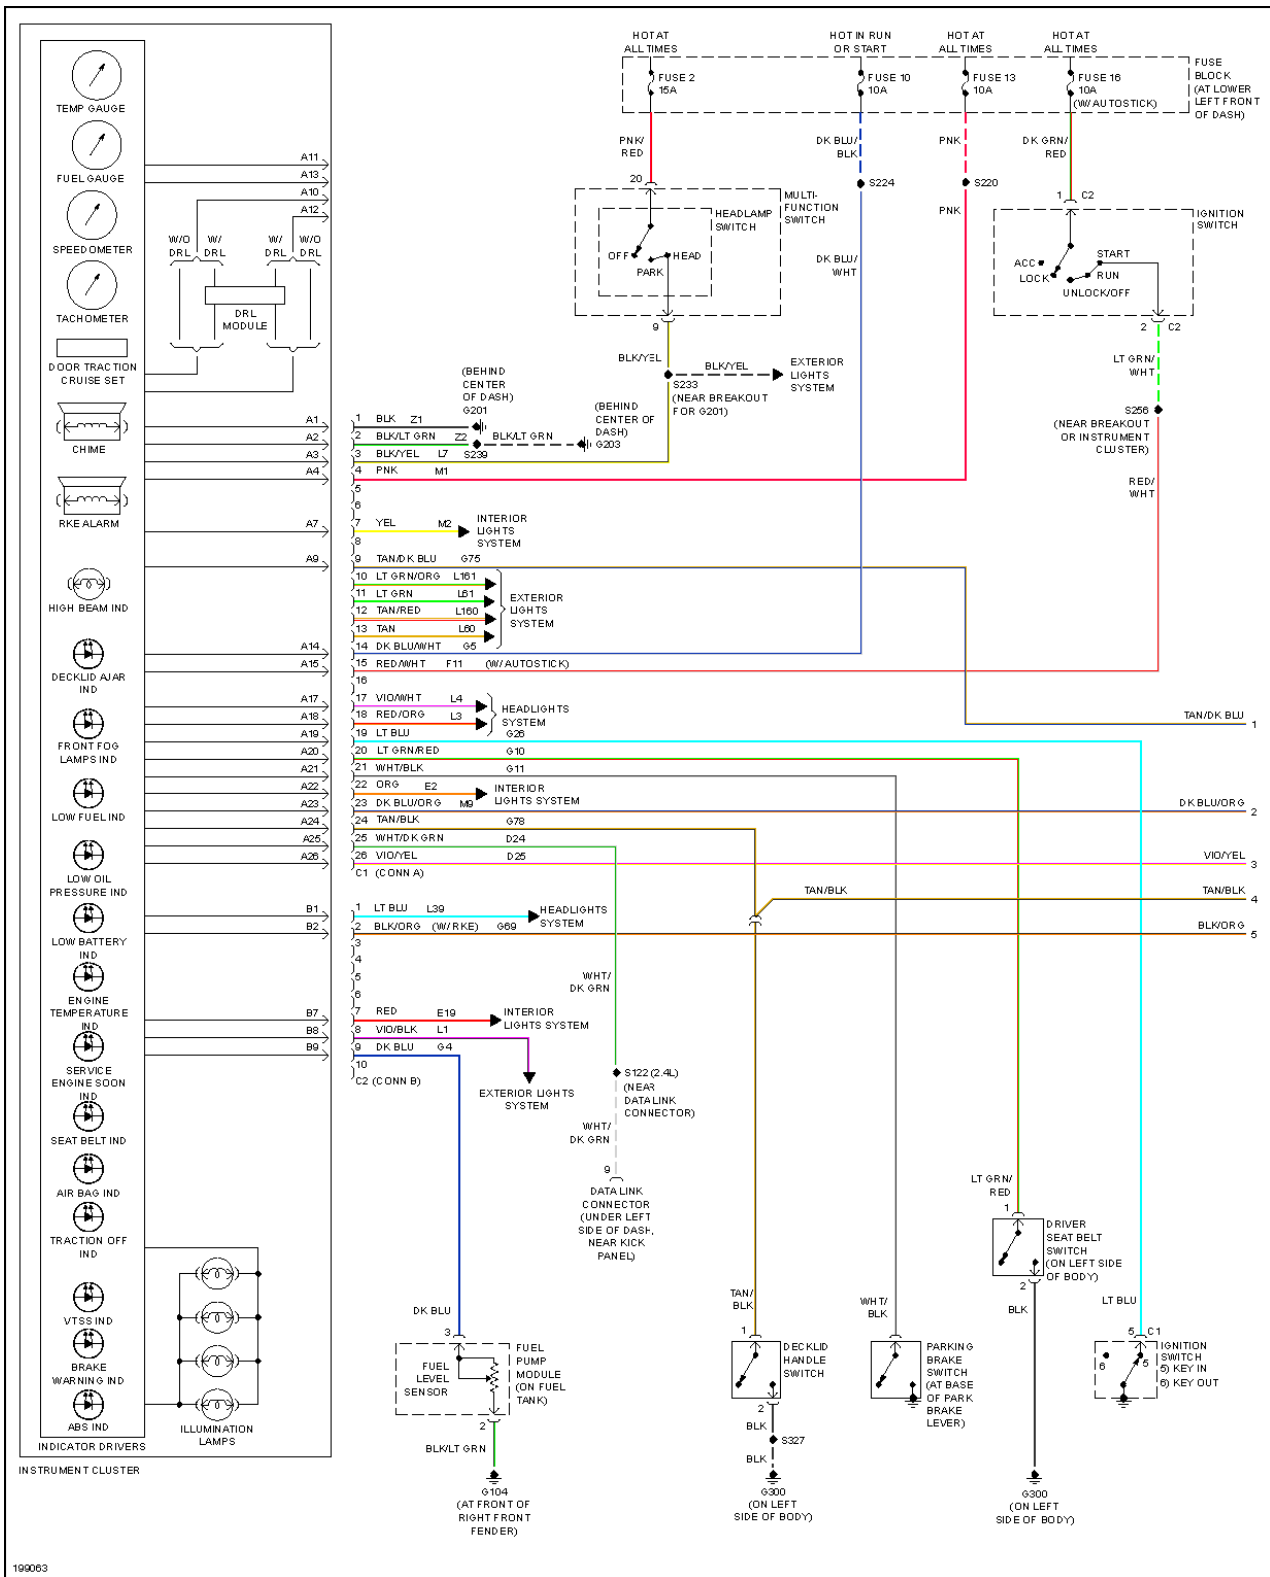 HOT AT
ALL TIMES
HOT IN RUN
OR START
HOT AT
ALL TIMES
HOT AT
ALL TIMES
FUSE 2
15A
FUSE 10
10A
FUSE 13
10A
FUSE 16
10A
(W/AUTOSTICK)
FUSE
BLOCK
(AT LOWER
LEFT FRONT
OF DASH)
PNK/
RED
DK BLU/
BLK
PNK
DK GRN/
RED
20
S224
S220
1
C2
MULTI-
FUNCTION
SWITCH
HEADLAMP
SWITCH
OFF
HEAD
PARK
DK BLU/
WHT
PNK
IGNITION
SWITCH
ACC
START
LOCK
RUN
UNLOCK/OFF
9
2
C2
BLK/YEL
BLK/YEL
EXTERIOR
LIGHTS
SYSTEM
S233
(NEAR BREAKOUT
FOR G201)
LT GRN/
WHT
S256
(NEAR BREAKOUT
OR INSTRUMENT
CLUSTER)
RED/
WHT
(BEHIND
CENTER
OF DASH)
G201
(BEHIND
CENTER OF
DASH)
G203
TEMP GAUGE
FUEL GAUGE
SPEEDOMETER
TACHOMETER
DOOR TRACTION
CRUISE SET
CHIME
RKE ALARM
HIGH BEAM IND
DECKLID AJAR
IND
FRONT FOG
LAMPS IND
LOW FUEL IND
LOW OIL
PRESSURE IND
LOW BATTERY
IND
ENGINE
TEMPERATURE
IND
SERVICE
ENGINE SOON
IND
SEAT BELT IND
AIR BAG IND
TRACTION OFF
IND
VTSS IND
BRAKE
WARNING IND
ABS IND
INDICATOR DRIVERS
INSTRUMENT CLUSTER
ILLUMINATION
LAMPS
A11
A13
A10
A12
W/O
DRL
W/
DRL
W/
DRL
W/O
DRL
DRL
MODULE
A1 1 BLK Z1
A2 2 BLK/LT GRN Z2 S239 BLK/LT GRN
A3 3 BLK/YEL L7
A4 4 PNK M1
5
6
A7 7 YEL M2
INTERIOR
LIGHTS
SYSTEM
8
A9 9 TAN/DK BLU G75
10 LT GRN/ORG L161
11 LT GRN L61
12 TAN/RED L160
13 TAN L60
EXTERIOR
LIGHTS
SYSTEM
A14 14 DK BLU/WHT G5
A15 15 RED/WHT F11 (W/AUTOSTICK)
16
A17 17 VIO/WHT L4
A18 18 RED/ORG L3
HEADLIGHTS
SYSTEM
A19 19 LT BLU G26
A20 20 LT GRN/RED G10
A21 21 WHT/BLK G11
A22 22 ORG E2
INTERIOR
LIGHTS SYSTEM
A23 23 DK BLU/ORG M9
A24 24 TAN/BLK G78
A25 25 WHT/DK GRN D24
A26 26 VIO/YEL D25
C1 (CONN A)
TAN/DK BLU 1
DK BLU/ORG 2
VIO/YEL 3
TAN/BLK
TAN/BLK 4
BLK/ORG 5
B1 1 LT BLU L39
HEADLIGHTS
SYSTEM
B2 2 BLK/ORG (W/RKE) G69
3
4
5
6
B7 7 RED E19
INTERIOR
LIGHTS SYSTEM
B8 8 VIO/BLK L1
B9 9 DK BLU G4
10
C2 (CONN B)
EXTERIOR LIGHTS
SYSTEM
WHT/
DK GRN
S122 (2.4L)
(NEAR
DATA LINK
CONNECTOR)
WHT/
DK GRN
9
DATA LINK
CONNECTOR
(UNDER LEFT
SIDE OF DASH,
NEAR KICK
PANEL)
DK BLU
3
FUEL
LEVEL
SENSOR
FUEL
PUMP
MODULE
(ON FUEL
TANK)
2
BLK/LT GRN
G104
(AT FRONT OF
RIGHT FRONT
FENDER)
TAN/
BLK
1
DECKLID
HANDLE
SWITCH
2
BLK
S327
BLK
G300
(ON LEFT
SIDE OF BODY)
WHT/
BLK
PARKING
BRAKE
SWITCH
(AT BASE
OF PARK
BRAKE
LEVER)
LT GRN/
RED
1
DRIVER
SEAT BELT
SWITCH
(ON LEFT SIDE
OF BODY)
2
BLK
G300
(ON LEFT
SIDE OF BODY)
LT BLU
5
C1
6
5
IGNITION
SWITCH
5) KEY IN
6) KEY OUT
199063